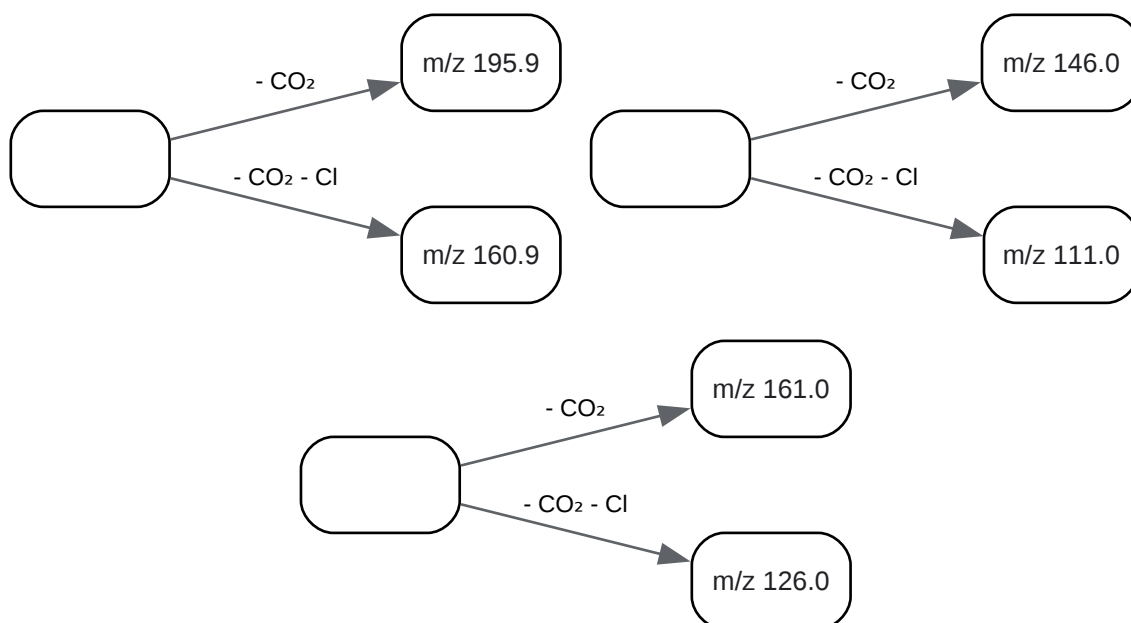 m/z 195.9
- CO₂
- CO₂ - Cl
m/z 160.9
m/z 146.0
- CO₂
- CO₂ - Cl
m/z 111.0
m/z 161.0
- CO₂
- CO₂ - Cl
m/z 126.0